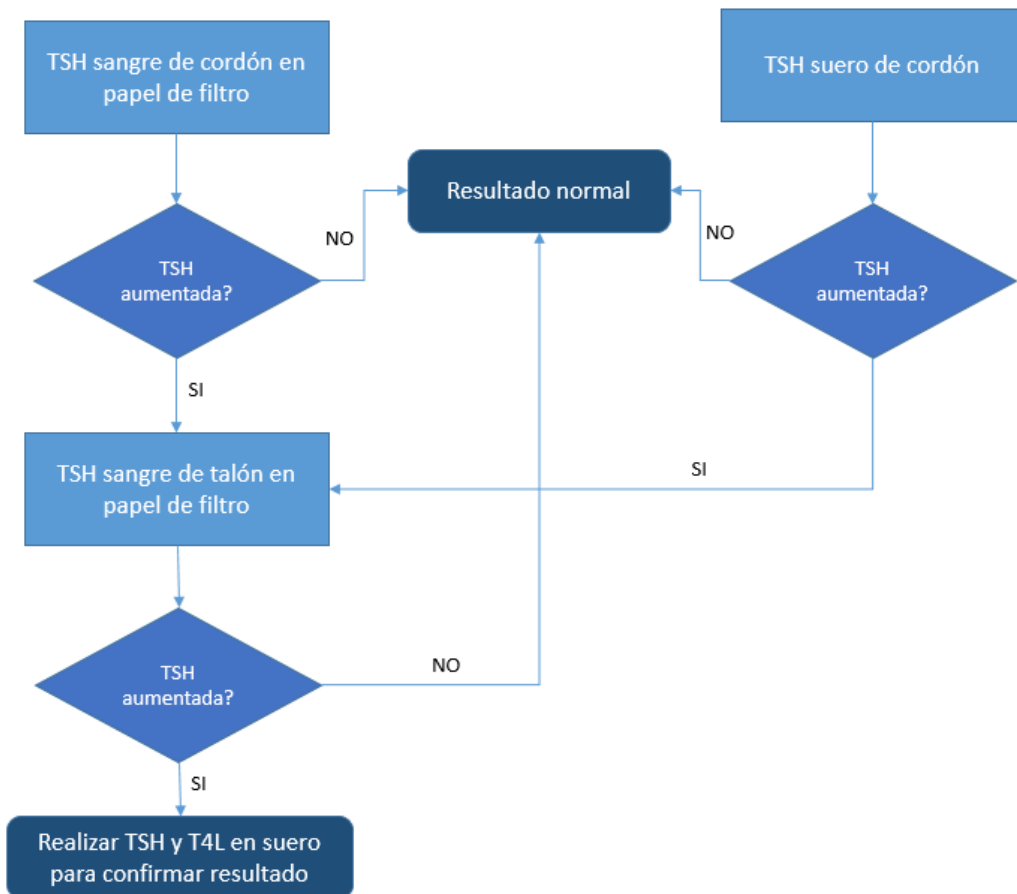 TSH sangre de cordón en
papel de filtro
TSH suero de cordón
Resultado normal
NO
NO
TSH
aumentada?
TSH
aumentada?
SI
TSH sangre de talón en
papel de filtro
SI
TSH
aumentada?
NO
SI
Realizar TSH y T4L en suero
para confirmar resultado